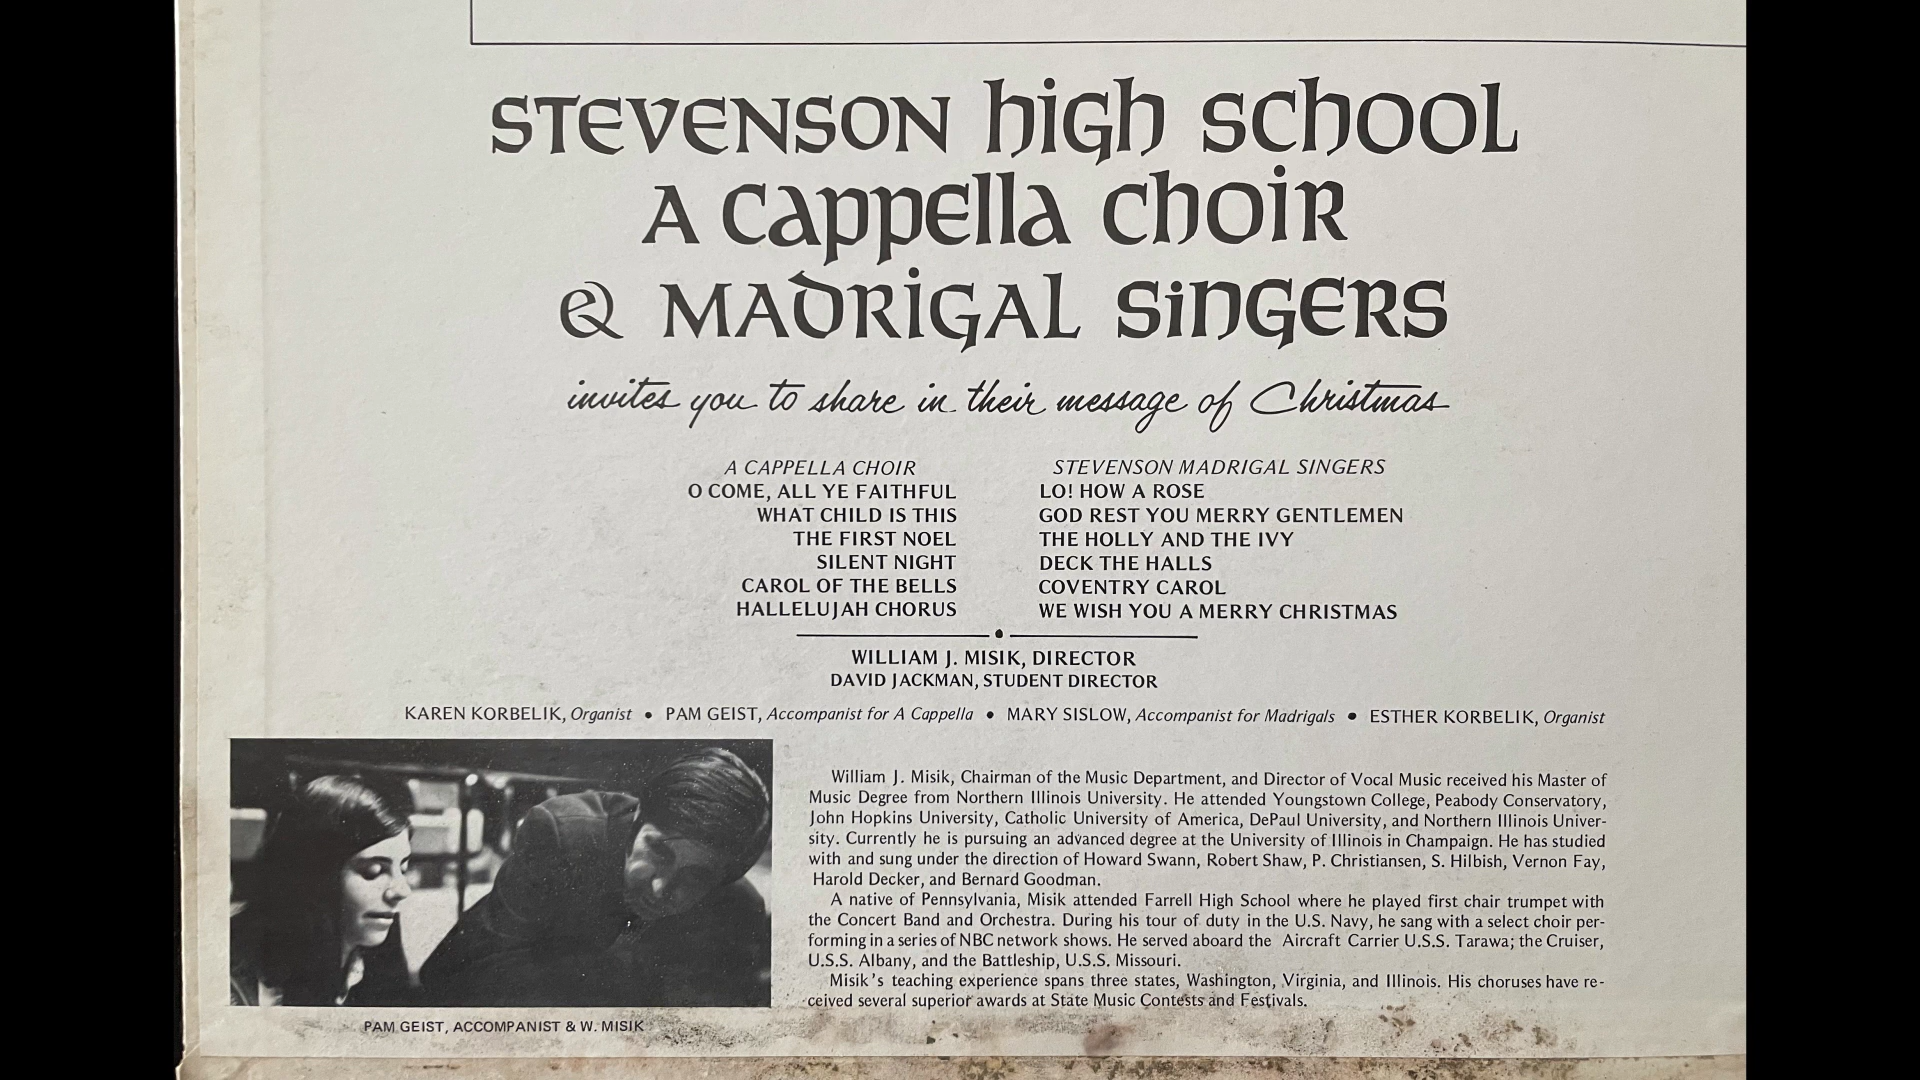 STEVENSON HIGH SCHOOL
A CAPPELLA CHOIR
& MADRIGAL SINGERS
invites you to share in their message of Christmas
A CAPPELLA CHOIR
O COME, ALL YE FAITHFUL
WHAT CHILD IS THIS
THE FIRST NOEL
SILENT NIGHT
CAROL OF THE BELLS
HALLELUJAH CHORUS
STEVENSON MADRIGAL SINGERS
LO! HOW A ROSE
GOD REST YOU MERRY GENTLEMEN
THE HOLLY AND THE IVY
DECK THE HALLS
COVENTRY CAROL
WE WISH YOU A MERRY CHRISTMAS
WILLIAM J. MISIK, DIRECTOR
DAVID JACKMAN, STUDENT DIRECTOR
KAREN KORBELIK, Organist • PAM GEIST, Accompanist for A Cappella • MARY SISLOW, Accompanist for Madrigals • ESTHER KORBELIK, Organist
William J. Misik, Chairman of the Music Department, and Director of Vocal Music received his Master of
Music Degree from Northern Illinois University. He attended Youngstown College, Peabody Conservatory,
John Hopkins University, Catholic University of America, DePaul University, and Northern Illinois Univer-
sity. Currently he is pursuing an advanced degree at the University of Illinois in Champaign. He has studied
with and sung under the direction of Howard Swann, Robert Shaw, P. Christiansen, S. Hilbish, Vernon Fay,
Harold Decker, and Bernard Goodman.
A native of Pennsylvania, Misik attended Farrell High School where he played first chair trumpet with
the Concert Band and Orchestra. During his tour of duty in the U.S. Navy, he sang with a select choir per-
forming in a series of NBC network shows. He served aboard the Aircraft Carrier U.S.S. Tarawa; the Cruiser,
U.S.S. Albany, and the Battleship, U.S.S. Missouri.
Misik's teaching experience spans three states, Washington, Virginia, and Illinois. His choruses have re-
ceived several superior awards at State Music Contests and Festivals.
PAM GEIST, ACCOMPANIST & W. MISIK